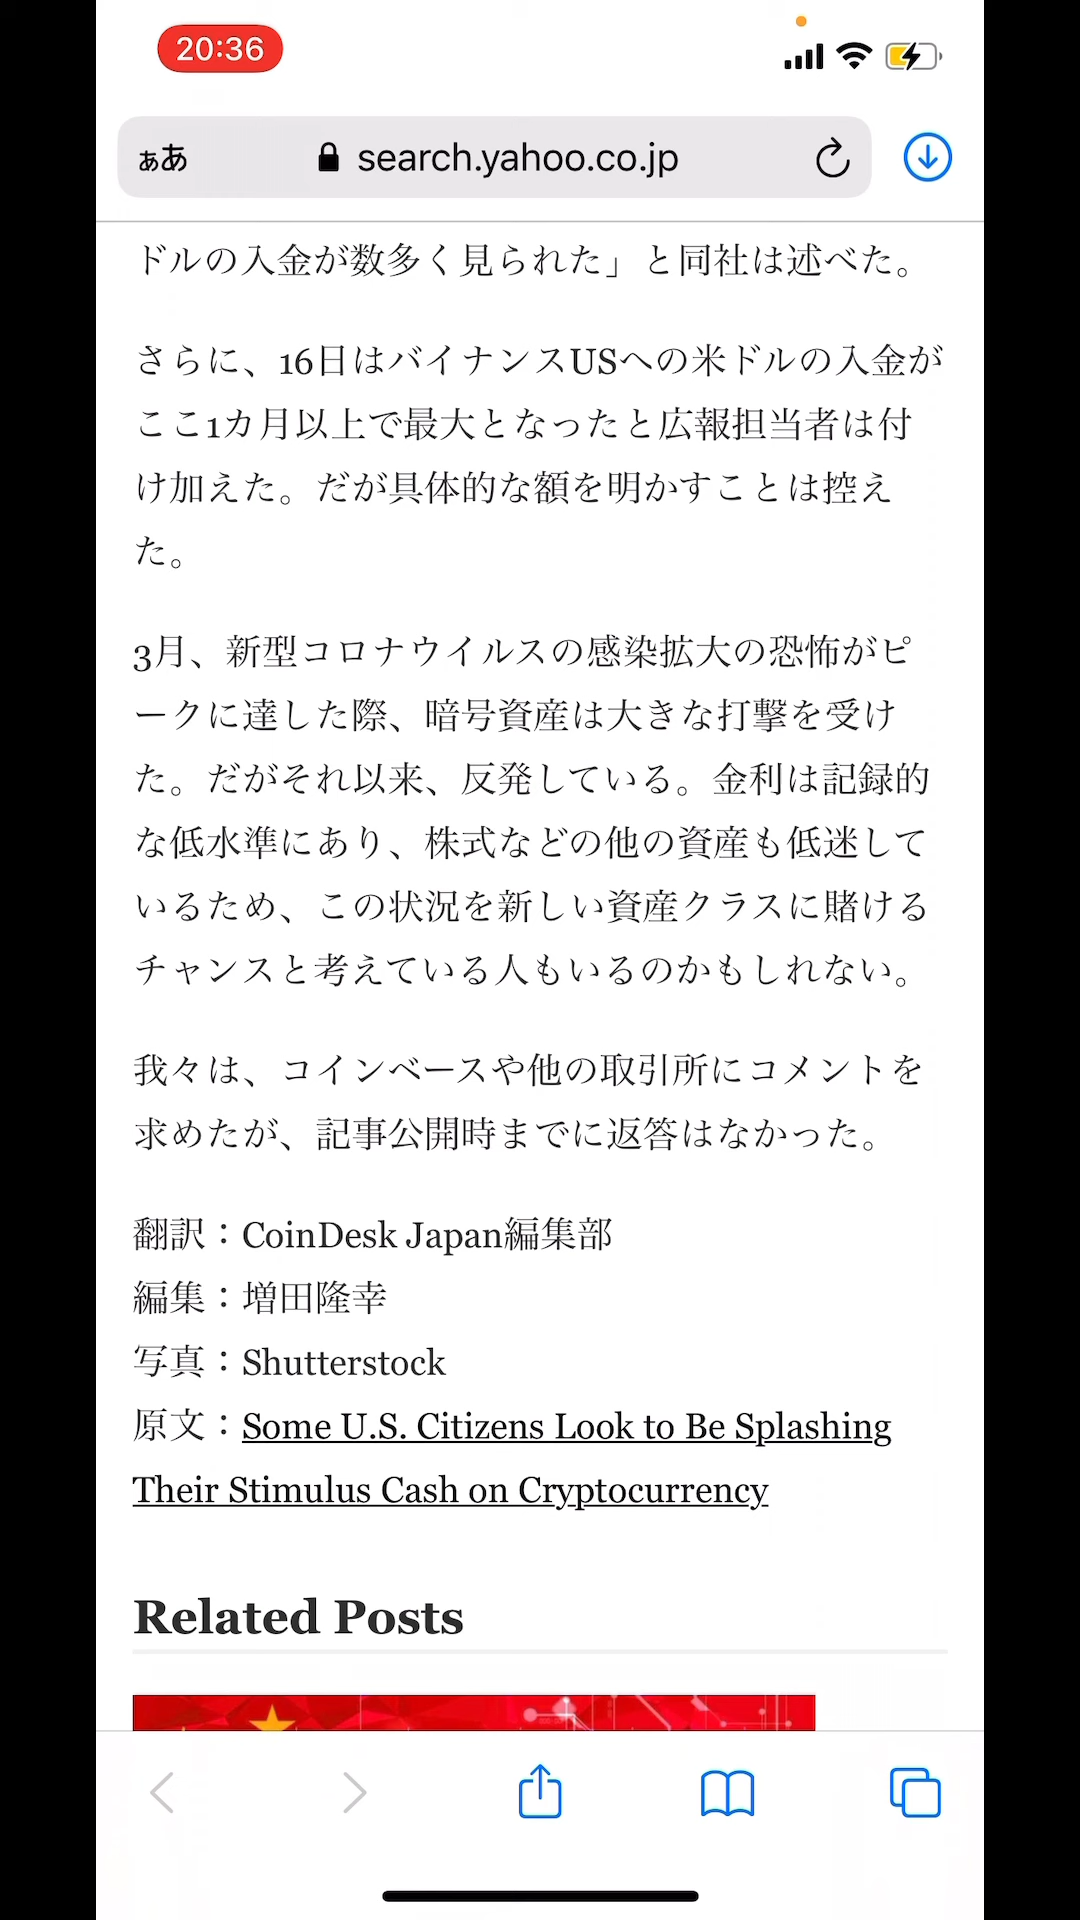 20:36
ぁあ search.yahoo.co.jp
ドルの入金が数多く見られた」と同社は述べた。
さらに、16日はバイナンスUSへの米ドルの入金が
ここ1カ月以上で最大となったと広報担当者は付
け加えた。だが具体的な額を明かすことは控え
た。
3月、新型コロナウイルスの感染拡大の恐怖がピ
ークに達した際、暗号資産は大きな打撃を受け
た。だがそれ以来、反発している。金利は記録的
な低水準にあり、株式などの他の資産も低迷して
いるため、この状況を新しい資産クラスに賭ける
チャンスと考えている人もいるのかもしれない。
我々は、コインベースや他の取引所にコメントを
求めたが、記事公開時までに返答はなかった。
翻訳：CoinDesk Japan編集部
編集：増田隆幸
写真：Shutterstock
原文：Some U.S. Citizens Look to Be Splashing
Their Stimulus Cash on Cryptocurrency
Related Posts